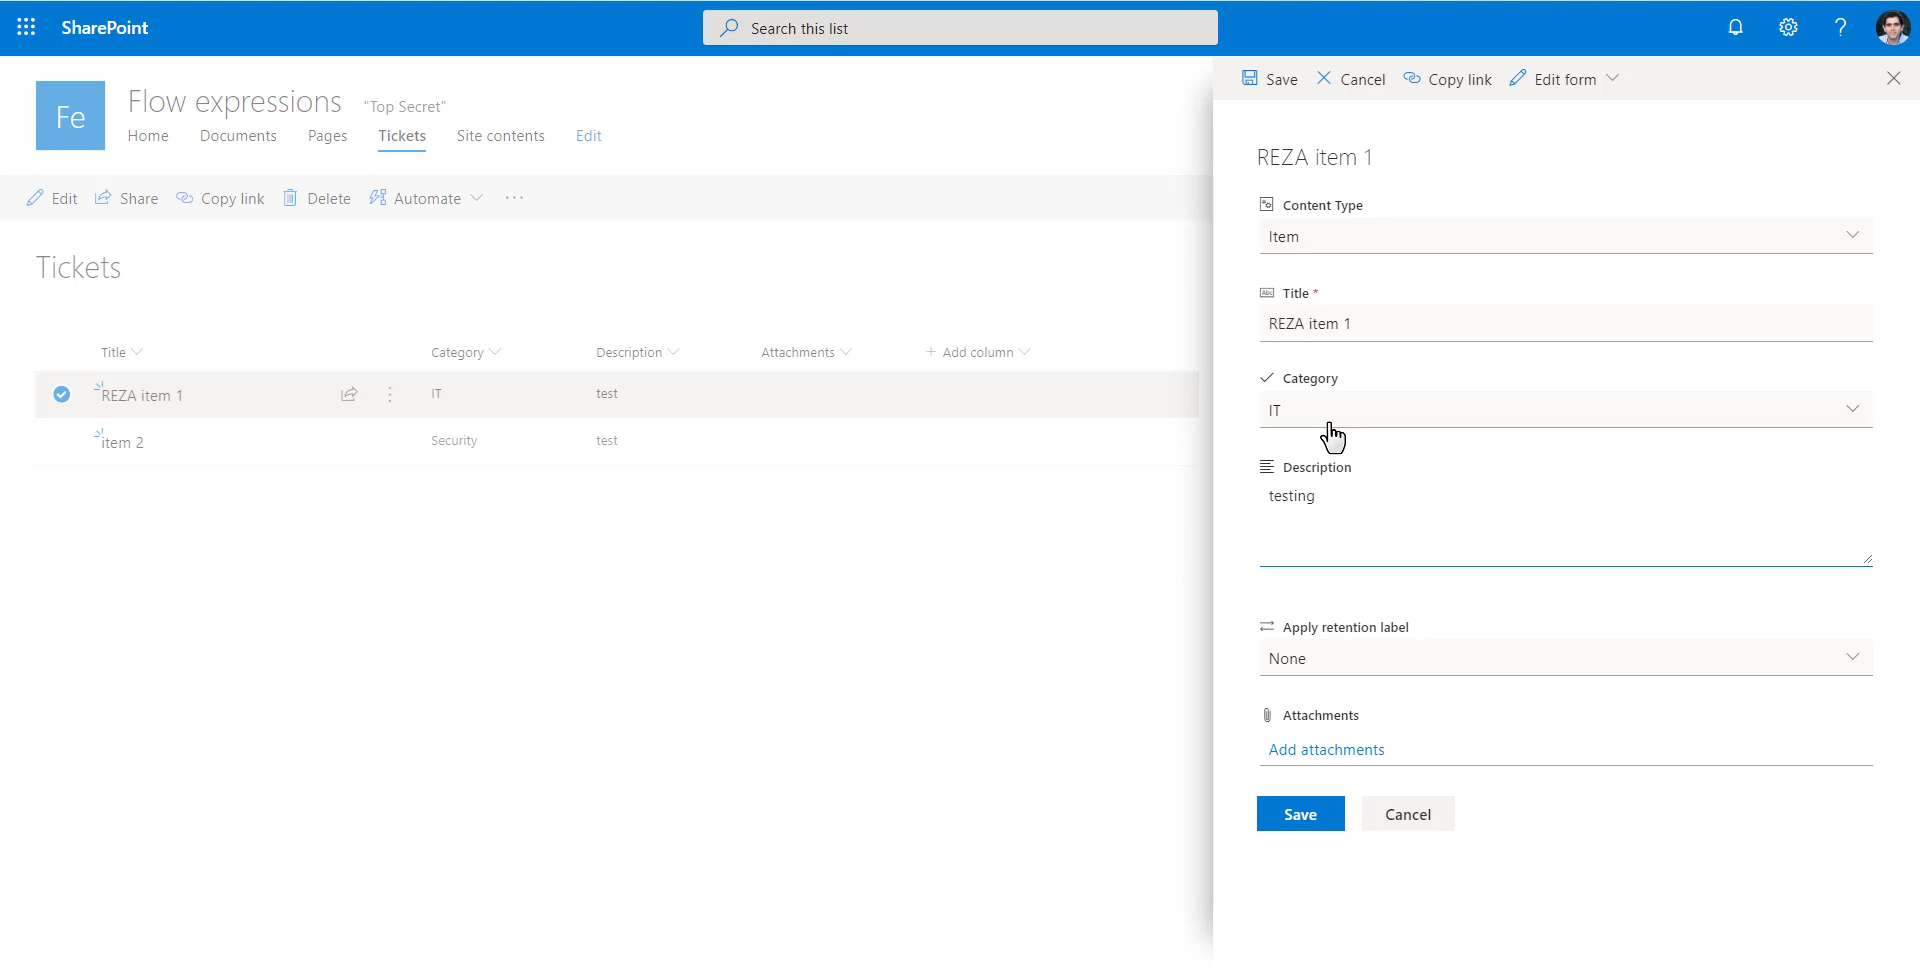 SharePoint
Search this list
Fe
Flow expressions "Top Secret"
Home Documents Pages Tickets Site contents Edit
Edit Share Copy link Delete Automate ···
Tickets
Title Category Description Attachments + Add column
REZA item 1 IT test
item 2 Security test
Save Cancel Copy link Edit form
REZA item 1
Content Type
Item
Abc Title *
REZA item 1
Category
IT
Description
testing
Apply retention label
None
Attachments
Add attachments
Save Cancel